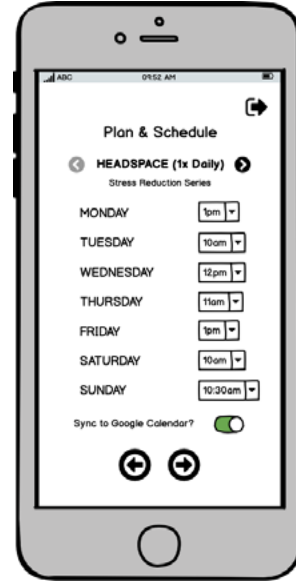 ABC 09:52 AM
Plan & Schedule
HEADSPACE (1x Daily)
Stress Reduction Series
MONDAY 1pm
TUESDAY 10am
WEDNESDAY 12pm
THURSDAY 11am
FRIDAY 1pm
SATURDAY 10am
SUNDAY 10:30am
Sync to Google Calendar?